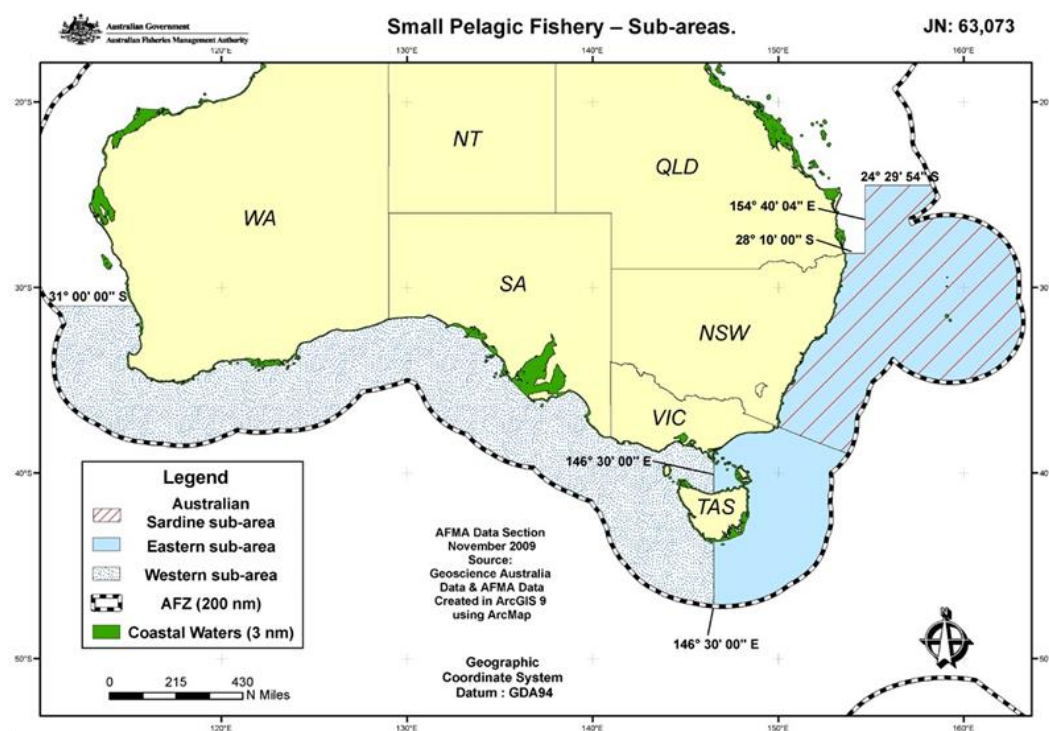 Australian Government
Australian Fisheries Management Authority
Small Pelagic Fishery – Sub-areas.
JN: 63,073
120°E
130°E
140°E
150°E
160°E
20°S
20°S
NT
QLD
24° 29' 54" S
154° 40' 04" E
WA
28° 10' 00" S
SA
31° 00' 00" S
30°S
30°S
NSW
VIC
146° 30' 00" E
40°S
40°S
TAS
Legend
Australian
Sardine sub-area
Eastern sub-area
Western sub-area
AFZ (200 nm)
Coastal Waters (3 nm)
AFMA Data Section
November 2009
Source:
Geoscience Australia
Data & AFMA Data
Created in ArcGIS 9
using ArcMap
146° 30' 00" E
Geographic
Coordinate System
Datum : GDA94
50°S
50°S
0 215 430
N Miles
120°E
130°E
140°E
150°E
160°E